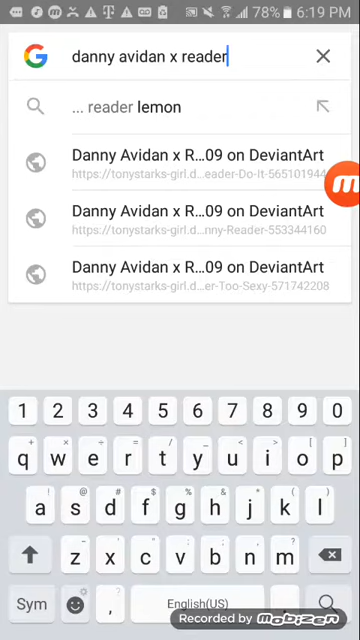 78% 6:19 PM
danny avidan x reader
... reader lemon
Danny Avidan x R...09 on DeviantArt
https://tonystarks-girl.d...eader-Do-It-565101944
Danny Avidan x R...09 on DeviantArt
https://tonystarks-girl.d...nny-Reader-553344160
Danny Avidan x R...09 on DeviantArt
https://tonystarks-girl.d...er-Too-Sexy-571742208
1 2 3 4 5 6 7 8 9 0
+ × ÷ = / _ < > [ ]
q w e r t y u i o p
! @ # $ % & * ( )
a s d f g h j k l
- ' " : ; , ?
z x c v b n m
Sym , English(US) .
Recorded by Mobizen